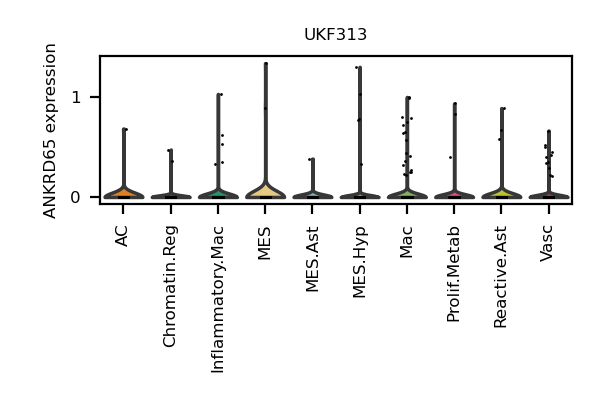 UKF313
ANKRD65 expression
1
0
AC
Chromatin.Reg
Inflammatory.Mac
MES
MES.Ast
MES.Hyp
Mac
Prolif.Metab
Reactive.Ast
Vasc